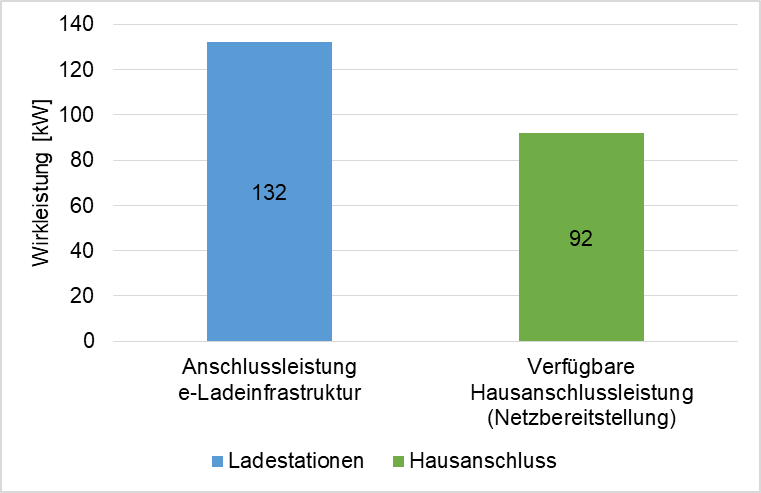 Wirkleistung [kW]
140
120
100
80
60
40
20
0
132
92
Anschlussleistung
e-Ladeinfrastruktur
Verfügbare
Hausanschlussleistung
(Netzbereitstellung)
Ladestationen
Hausanschluss